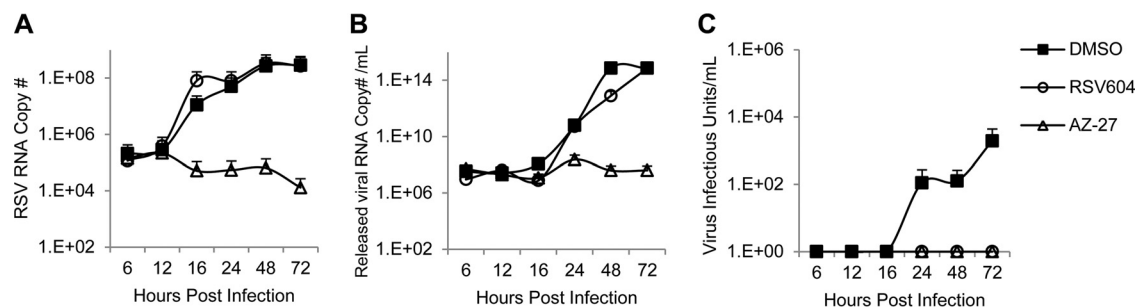 A
RSV RNA Copy #
1.E+08
1.E+06
1.E+04
1.E+02
6 12 16 24 48 72
Hours Post Infection
B
Released viral RNA Copy# /mL
1.E+14
1.E+10
1.E+06
1.E+02
6 12 16 24 48 72
Hours Post Infection
C
Virus Infectious Units/mL
1.E+06
1.E+04
1.E+02
1.E+00
6 12 16 24 48 72
Hours Post Infection
DMSO
RSV604
AZ-27